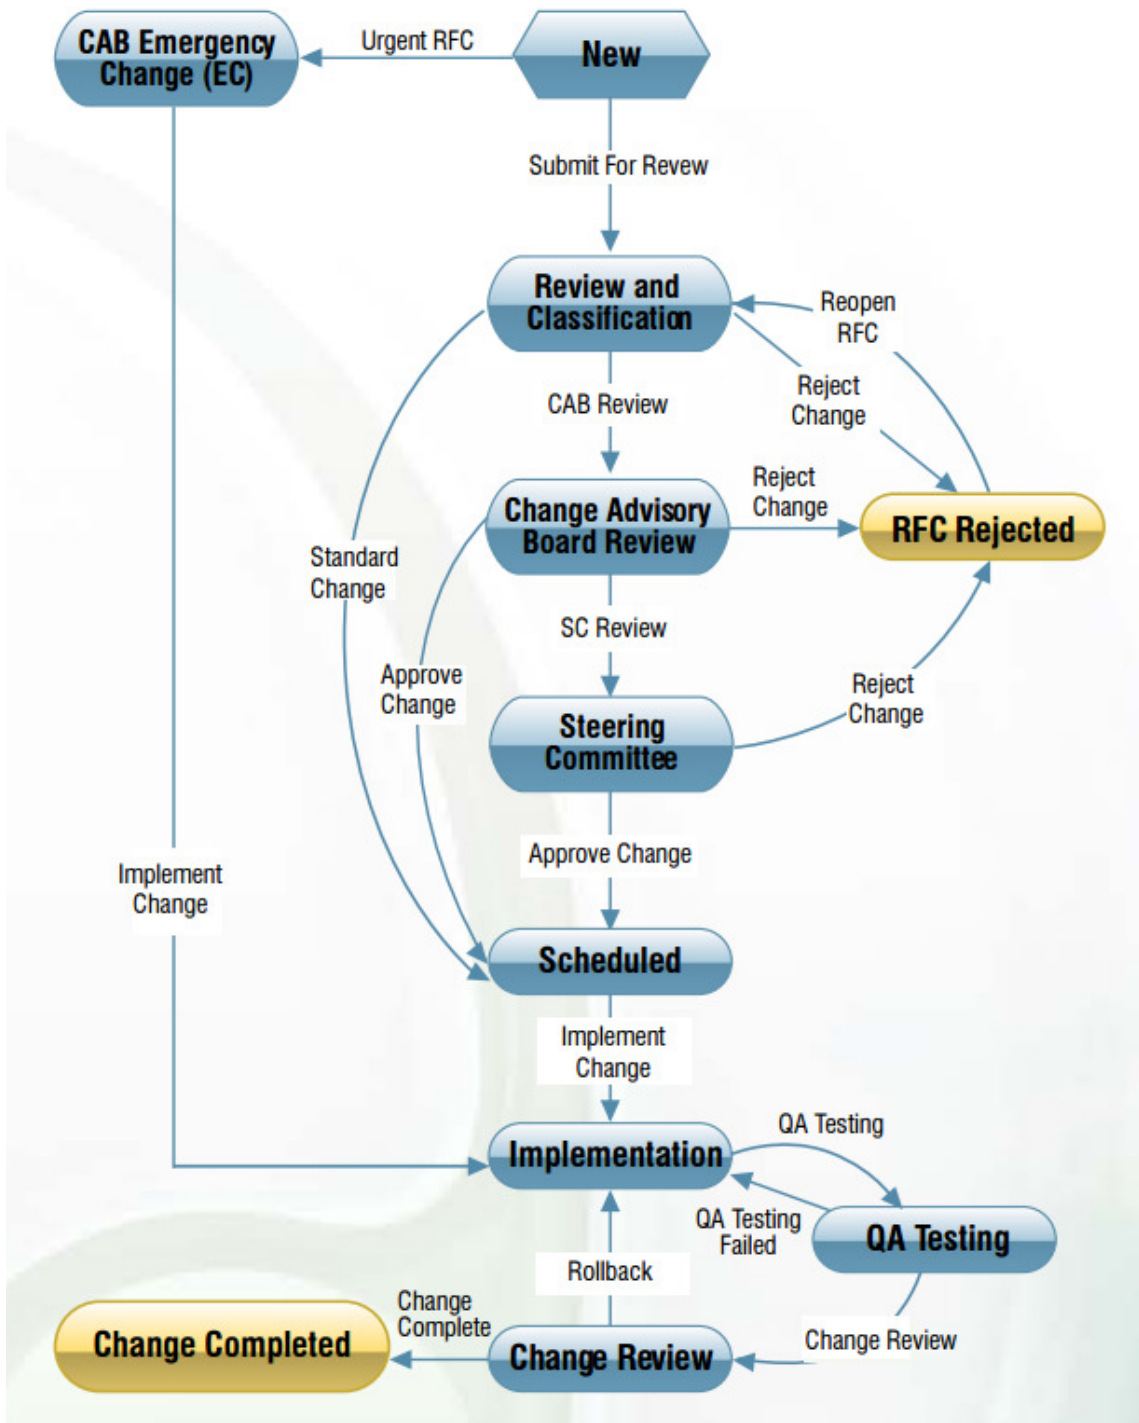 CAB Emergency
Change (EC)
Urgent RFC
New
Submit For Revew
Review and
Classification
Reopen
RFC
Reject
Change
CAB Review
Change Advisory
Board Review
Reject
Change
RFC Rejected
Standard
Change
SC Review
Approve
Change
Steering
Committee
Reject
Change
Approve Change
Implement
Change
Scheduled
Implement
Change
Implementation
QA Testing
QA Testing
Failed
QA Testing
Rollback
Change
Complete
Change Completed
Change Review
Change Review